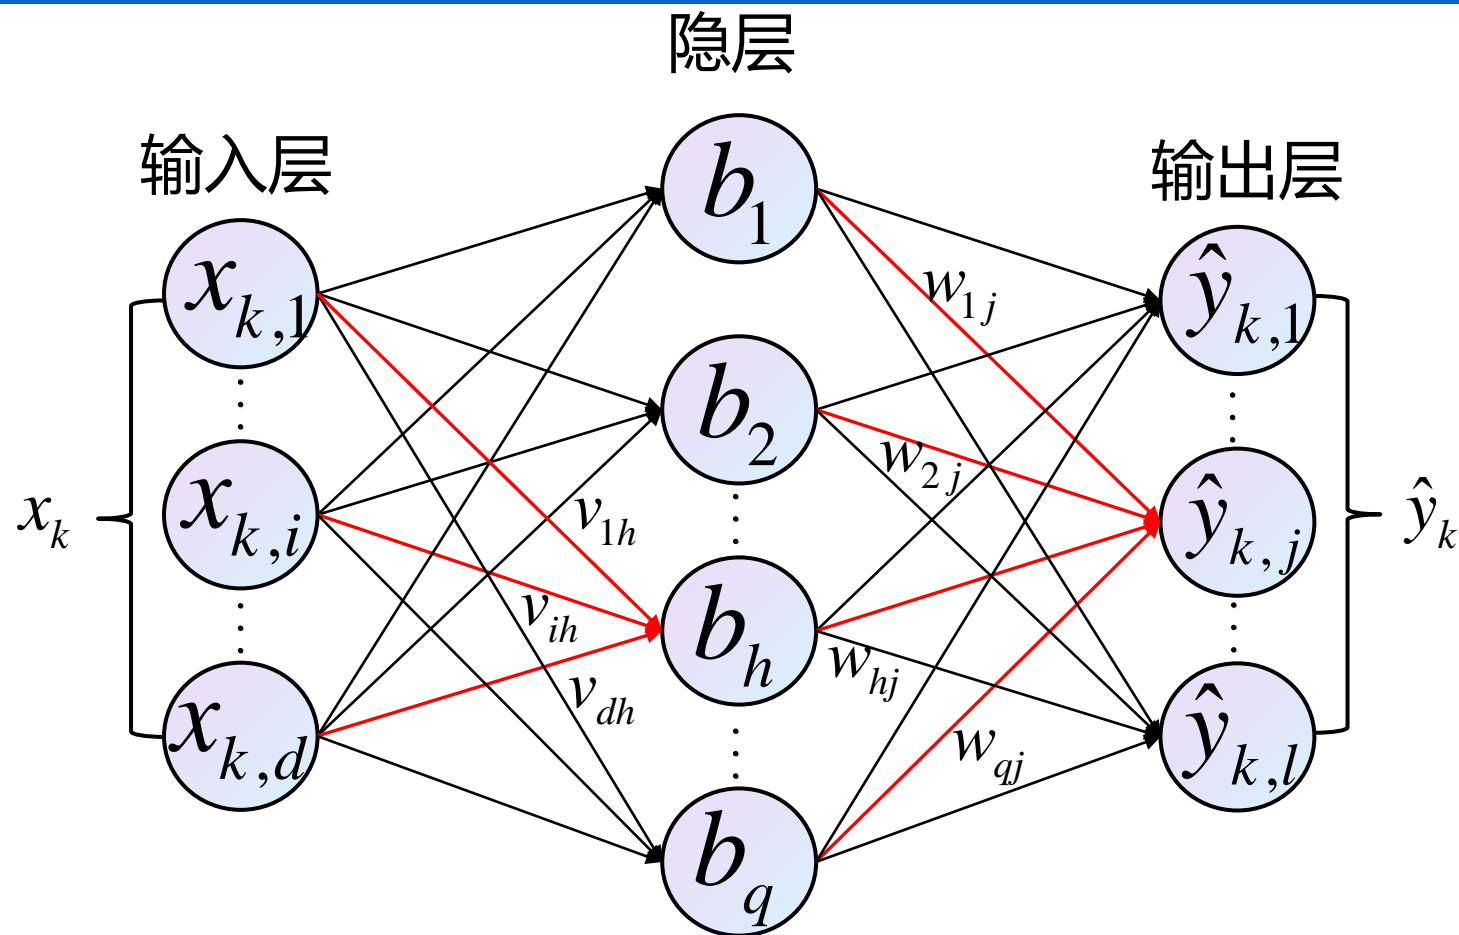 隐层
输入层
输出层
b_1
x_{k,1}
ŷ_{k,1}
w_{1j}
b_2
w_{2j}
x_k
x_{k,i}
v_{1h}
ŷ_{k,j}
ŷ_k
v_{ih}
b_h
w_{hj}
v_{dh}
x_{k,d}
w_{qj}
ŷ_{k,l}
b_q